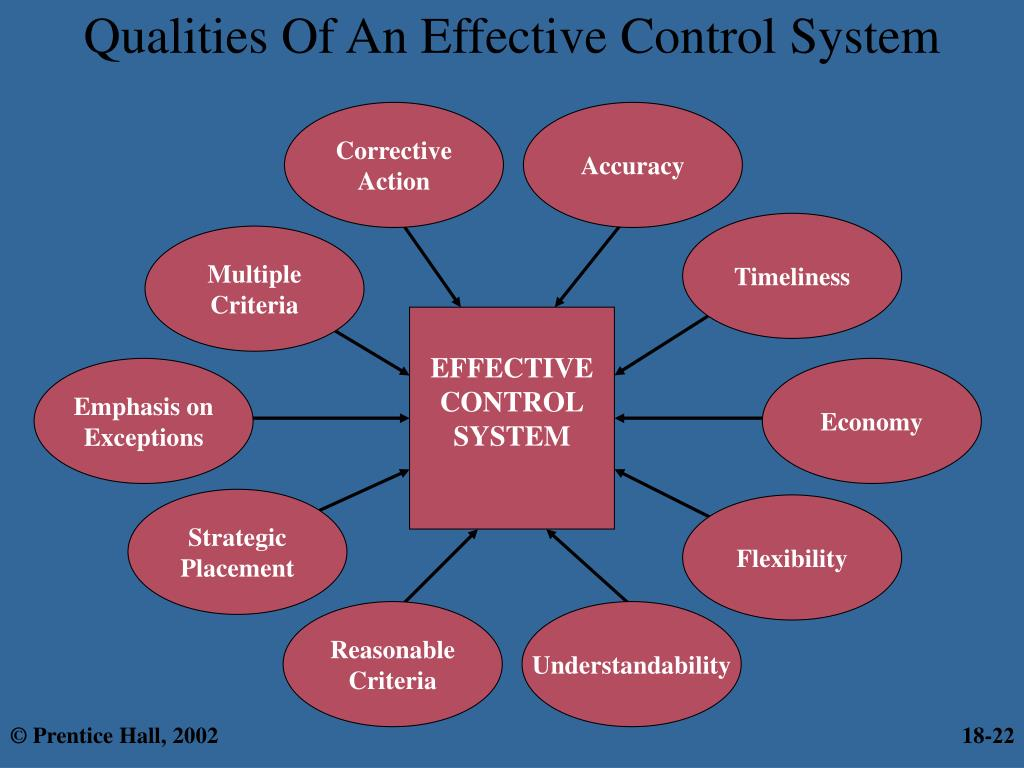 Qualities Of An Effective Control System
Corrective
Action
Accuracy
Multiple
Criteria
Timeliness
EFFECTIVE
CONTROL
SYSTEM
Emphasis on
Exceptions
Economy
Strategic
Placement
Flexibility
Reasonable
Criteria
Understandability
© Prentice Hall, 2002
18-22